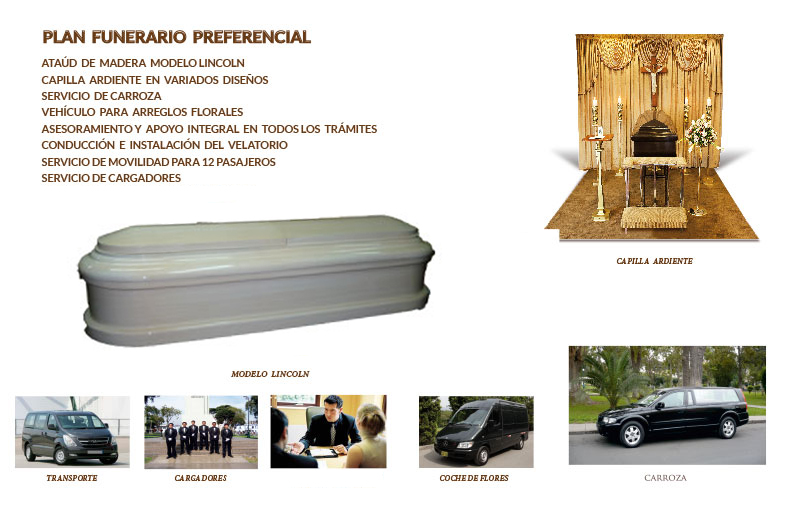 PLAN FUNERARIO PREFERENCIAL
ATAÚD DE MADERA MODELO LINCOLN
CAPILLA ARDIENTE EN VARIADOS DISEÑOS
SERVICIO DE CARROZA
VEHÍCULO PARA ARREGLOS FLORALES
ASESORAMIENTO Y APOYO INTEGRAL EN TODOS LOS TRÁMITES
CONDUCCIÓN E INSTALACIÓN DEL VELATORIO
SERVICIO DE MOVILIDAD PARA 12 PASAJEROS
SERVICIO DE CARGADORES
CAPILLA ARDIENTE
MODELO LINCOLN
TRANSPORTE
CARGADORES
COCHE DE FLORES
CARROZA